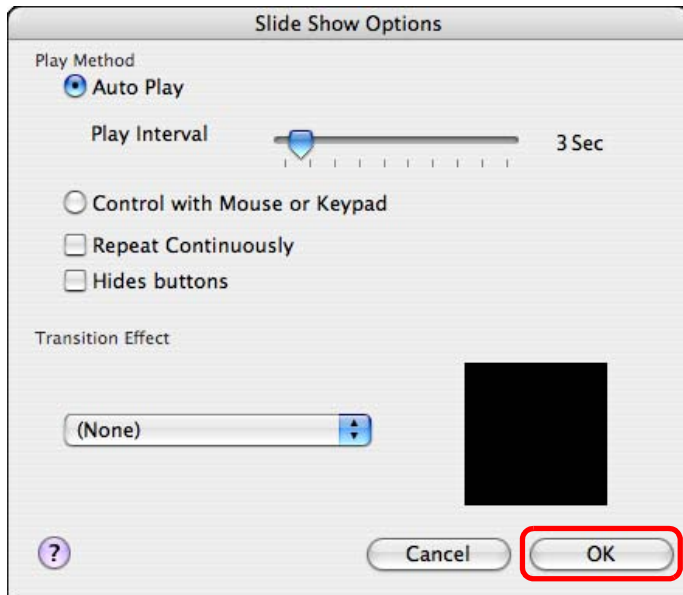 Slide Show Options
Play Method
Auto Play
Play Interval
3 Sec
Control with Mouse or Keypad
Repeat Continuously
Hides buttons
Transition Effect
(None)
?
Cancel
OK